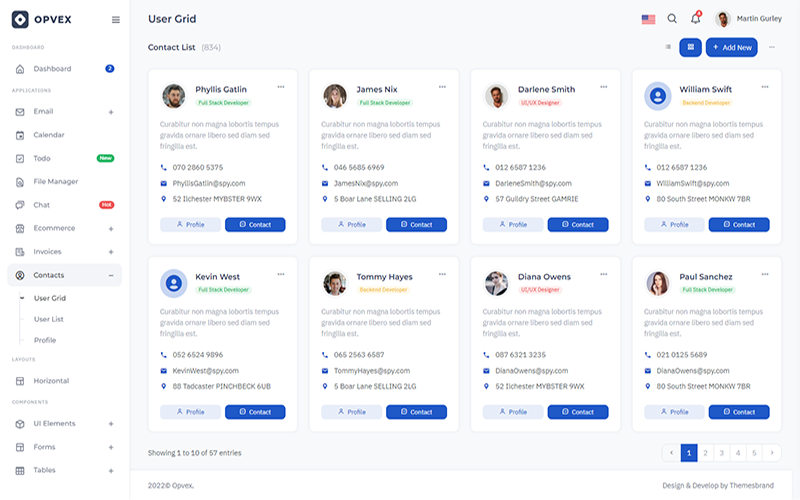 OPVEX
DASHBOARD
Dashboard 2
APPLICATIONS
Email +
Calendar
Todo New
File Manager
Chat Hot
Ecommerce +
Invoices +
Contacts −
User Grid
User List
Profile
LAYOUTS
Horizontal
COMPONENTS
UI Elements +
Forms +
Tables +
User Grid
Martin Gurley
Contact List (834)
+ Add New
Phyllis Gatlin
Full Stack Developer
Curabitur non magna lobortis tempus
gravida ornare libero sed diam sed
fringilla est.
070 2860 5375
PhyllisGatlin@spy.com
52 Ilchester MYBSTER 9WX
Profile Contact
James Nix
Full Stack Developer
Curabitur non magna lobortis tempus
gravida ornare libero sed diam sed
fringilla est.
046 5685 6969
JamesNix@spy.com
5 Boar Lane SELLING 2LG
Profile Contact
Darlene Smith
UI/UX Designer
Curabitur non magna lobortis tempus
gravida ornare libero sed diam sed
fringilla est.
012 6587 1236
DarleneSmith@spy.com
57 Guildry Street GAMRIE
Profile Contact
William Swift
Backend Developer
Curabitur non magna lobortis tempus
gravida ornare libero sed diam sed
fringilla est.
012 6587 1236
WilliamSwift@spy.com
80 South Street MONKW 7BR
Profile Contact
Kevin West
Full Stack Developer
Curabitur non magna lobortis tempus
gravida ornare libero sed diam sed
fringilla est.
052 6524 9896
KevinWest@spy.com
88 Tadcaster PINCHBECK 6UB
Profile Contact
Tommy Hayes
Backend Developer
Curabitur non magna lobortis tempus
gravida ornare libero sed diam sed
fringilla est.
065 2563 6587
TommyHayes@spy.com
5 Boar Lane SELLING 2LG
Profile Contact
Diana Owens
UI/UX Designer
Curabitur non magna lobortis tempus
gravida ornare libero sed diam sed
fringilla est.
087 6321 3235
DianaOwens@spy.com
52 Ilchester MYBSTER 9WX
Profile Contact
Paul Sanchez
Full Stack Developer
Curabitur non magna lobortis tempus
gravida ornare libero sed diam sed
fringilla est.
021 0125 5689
DianaOwens@spy.com
80 South Street MONKW 7BR
Profile Contact
Showing 1 to 10 of 57 entries
‹ 1 2 3 4 5 ›
2022© Opvex.
Design & Develop by Themesbrand